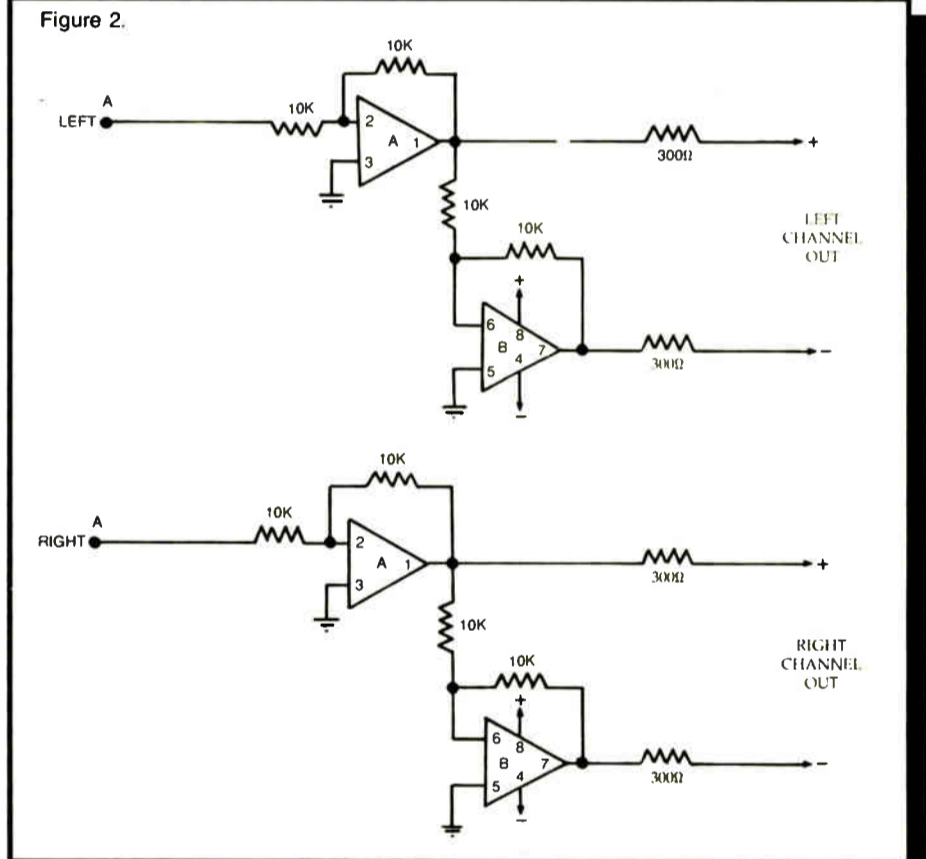 Figure 2.
10K
A
10K
LEFT
2
A
1
3
+
300Ω
10K
LEFT
CHANNEL
OUT
10K
+
6
8
B
7
4
5
300Ω
−
−
10K
A
10K
RIGHT
2
A
1
3
+
300Ω
10K
RIGHT
CHANNEL
OUT
10K
+
6
8
B
7
4
5
300Ω
−
−